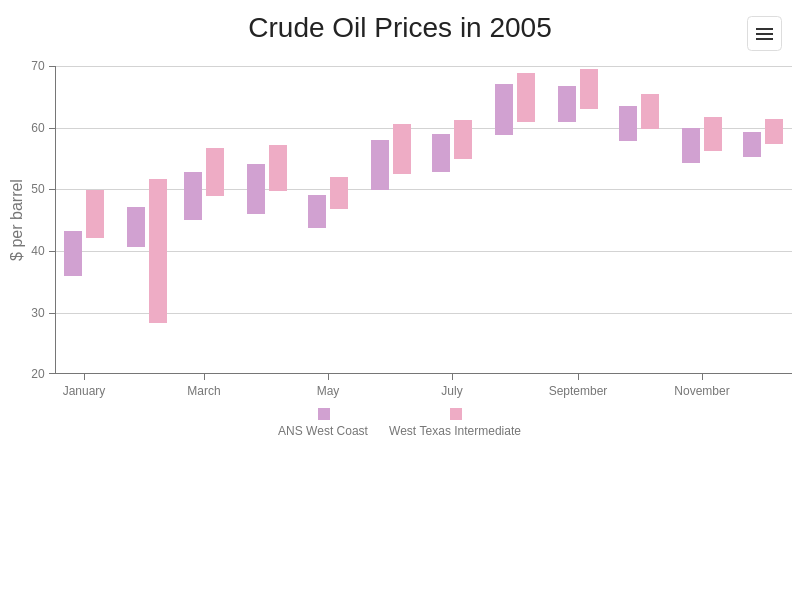 Crude Oil Prices in 2005
$ per barrel
70
60
50
40
30
20
January March May July September November
ANS West Coast West Texas Intermediate